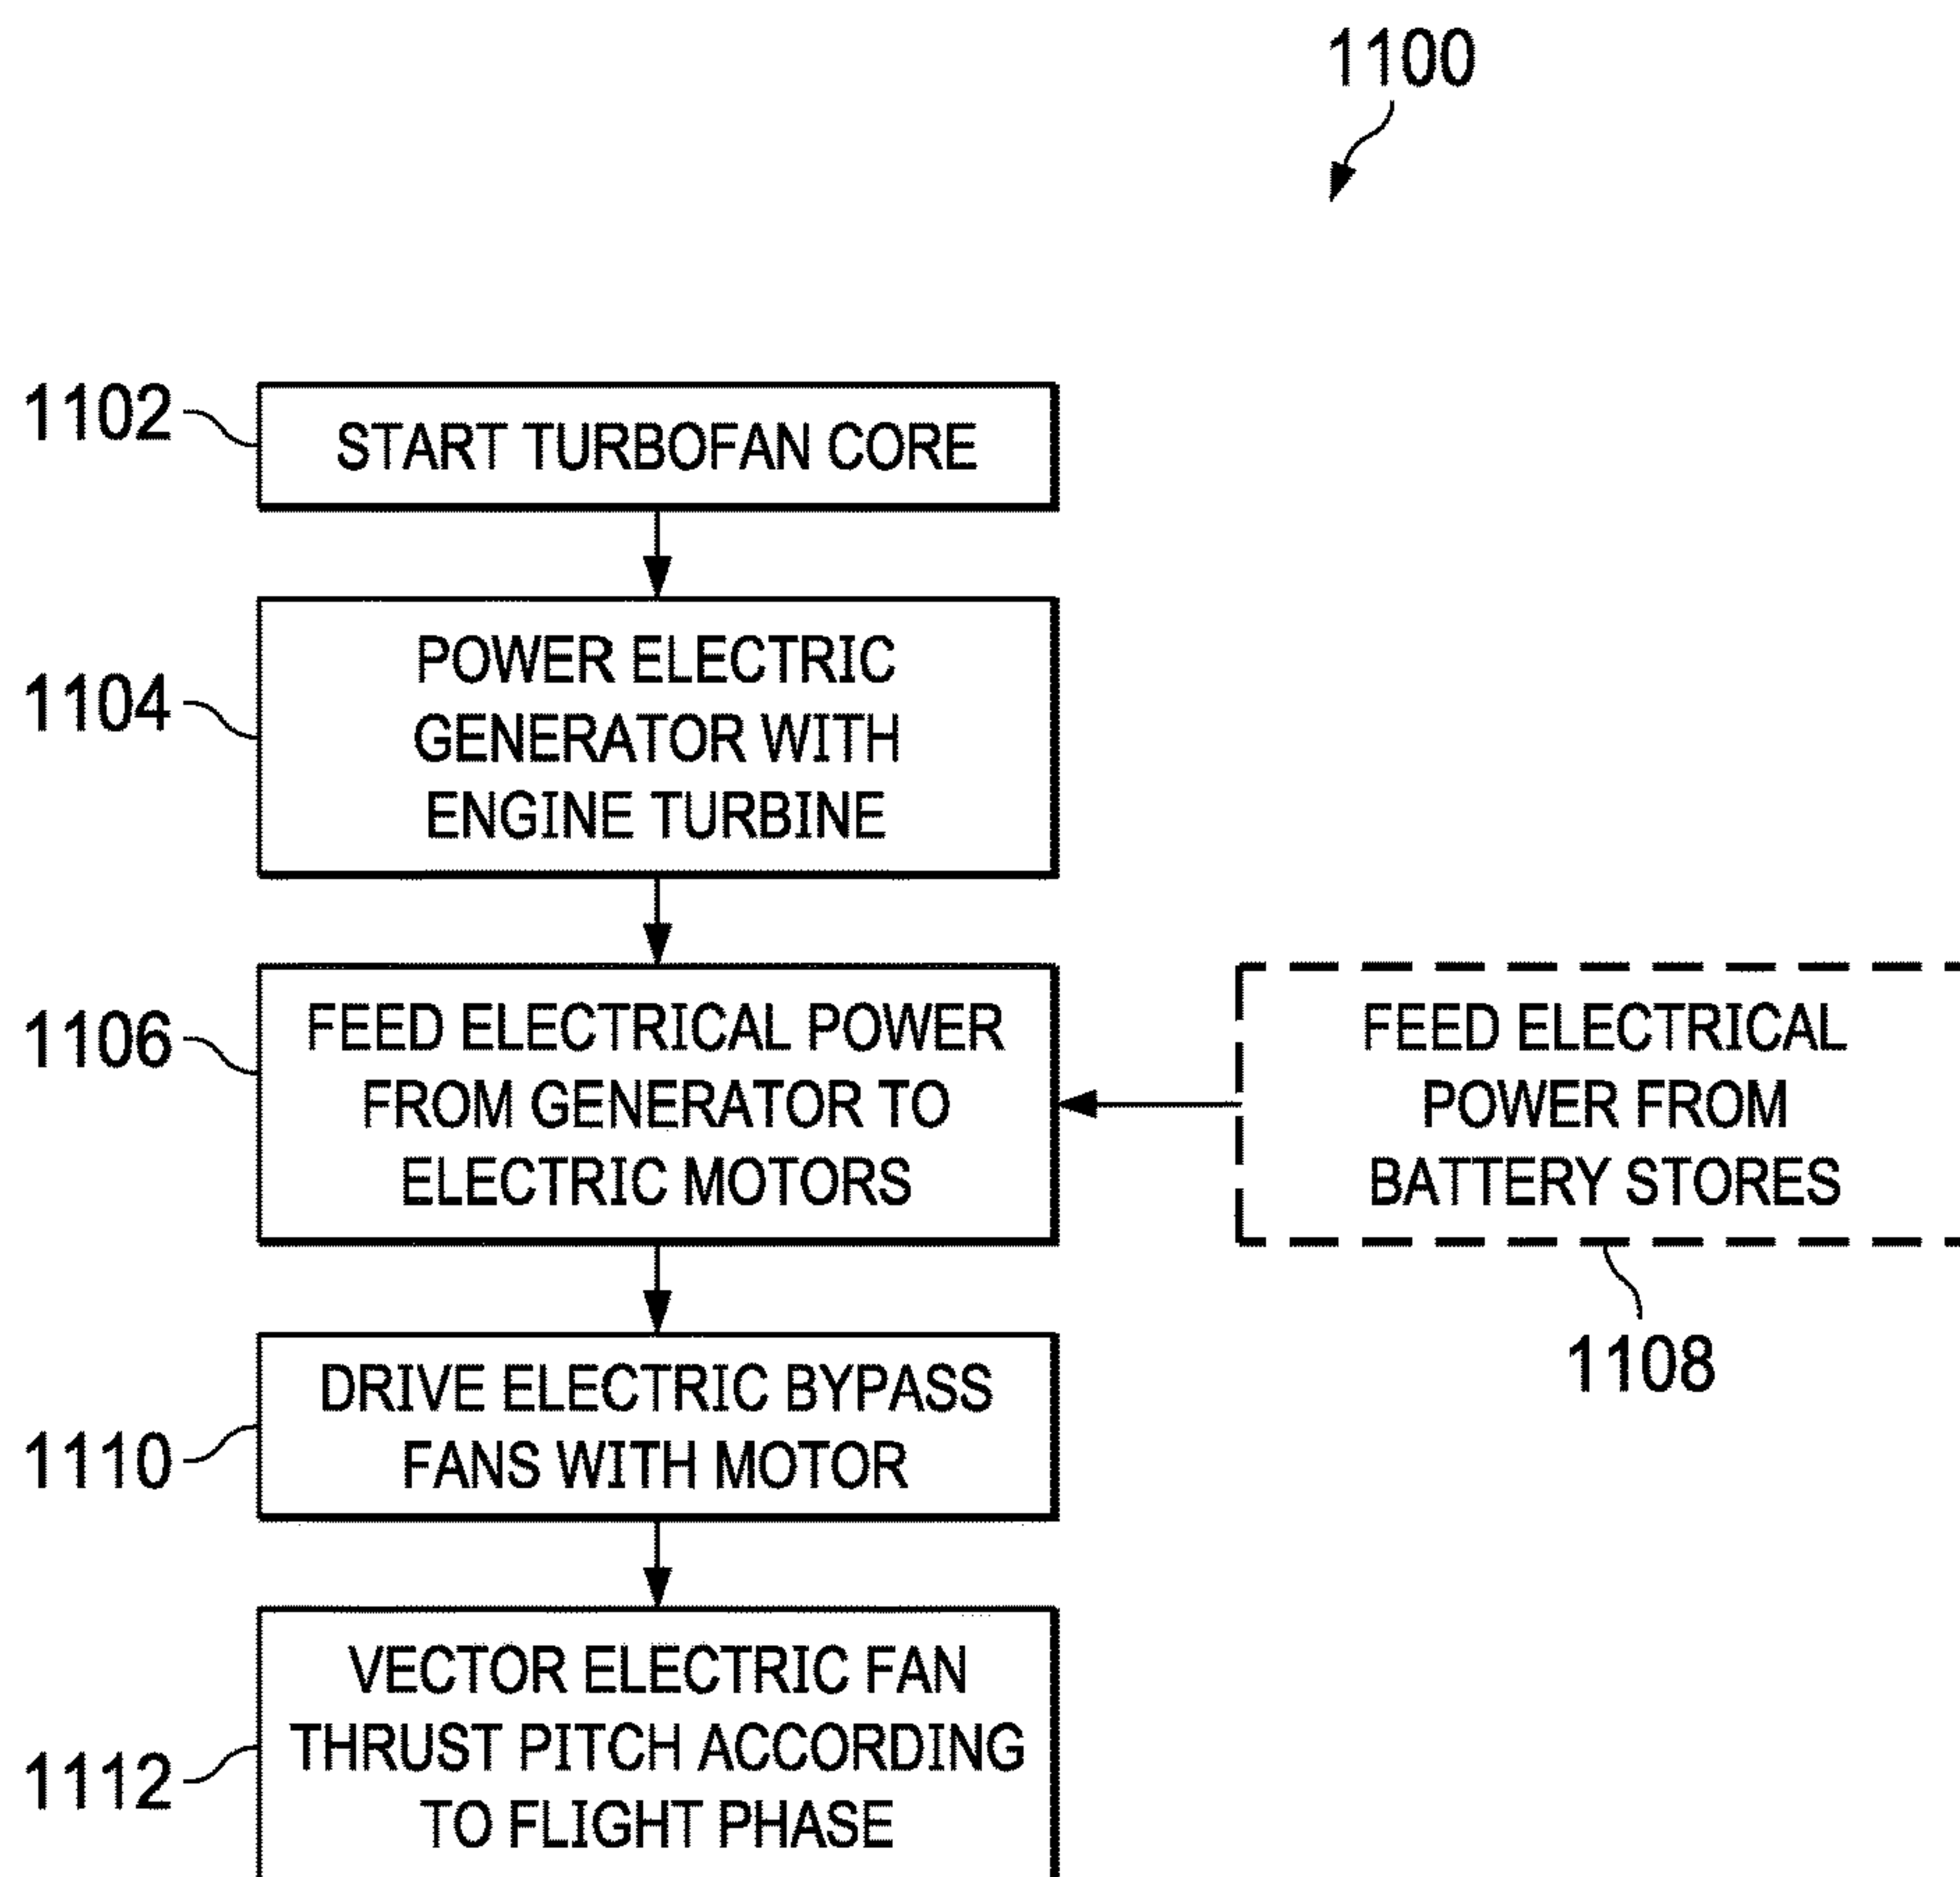 1100
1102
START TURBOFAN CORE
1104
POWER ELECTRIC
GENERATOR WITH
ENGINE TURBINE
1106
FEED ELECTRICAL POWER
FROM GENERATOR TO
ELECTRIC MOTORS
FEED ELECTRICAL
POWER FROM
BATTERY STORES
1108
1110
DRIVE ELECTRIC BYPASS
FANS WITH MOTOR
1112
VECTOR ELECTRIC FAN
THRUST PITCH ACCORDING
TO FLIGHT PHASE